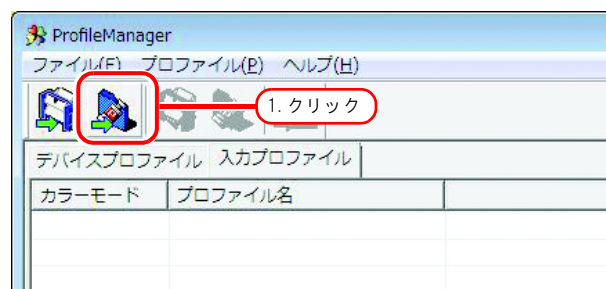 ProfileManager
ファイル(F) プロファイル(P) ヘルプ(H)
1. クリック
デバイスプロファイル 入力プロファイル
カラーモード プロファイル名